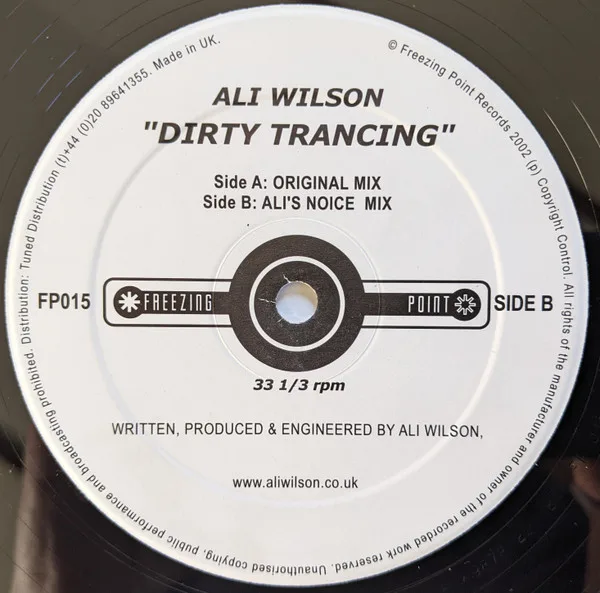 ALI WILSON
"DIRTY TRANCING"
Side A: ORIGINAL MIX
Side B: ALI'S NOICE MIX
FP015
FREEZING POINT
SIDE B
33 1/3 rpm
WRITTEN, PRODUCED & ENGINEERED BY ALI WILSON,
www.aliwilson.co.uk
© Freezing Point Records 2002 (p) Copyright Control. All rights of the manufacturer and owner of the recorded work reserved. Unauthorised copying, public performance and broadcasting prohibited. Distribution: Tuned Distribution (t)+44 (0)20 89641355. Made in UK.